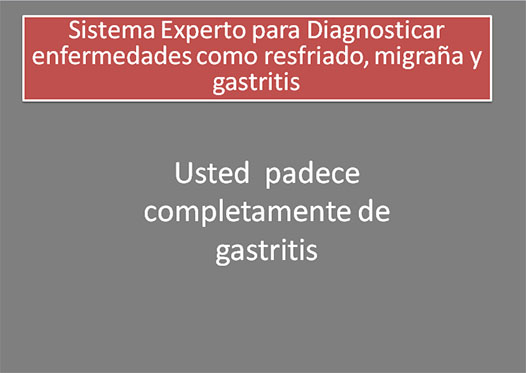 Sistema Experto para Diagnosticar
enfermedades como resfriado, migraña y
gastritis
Usted padece
completamente de
gastritis